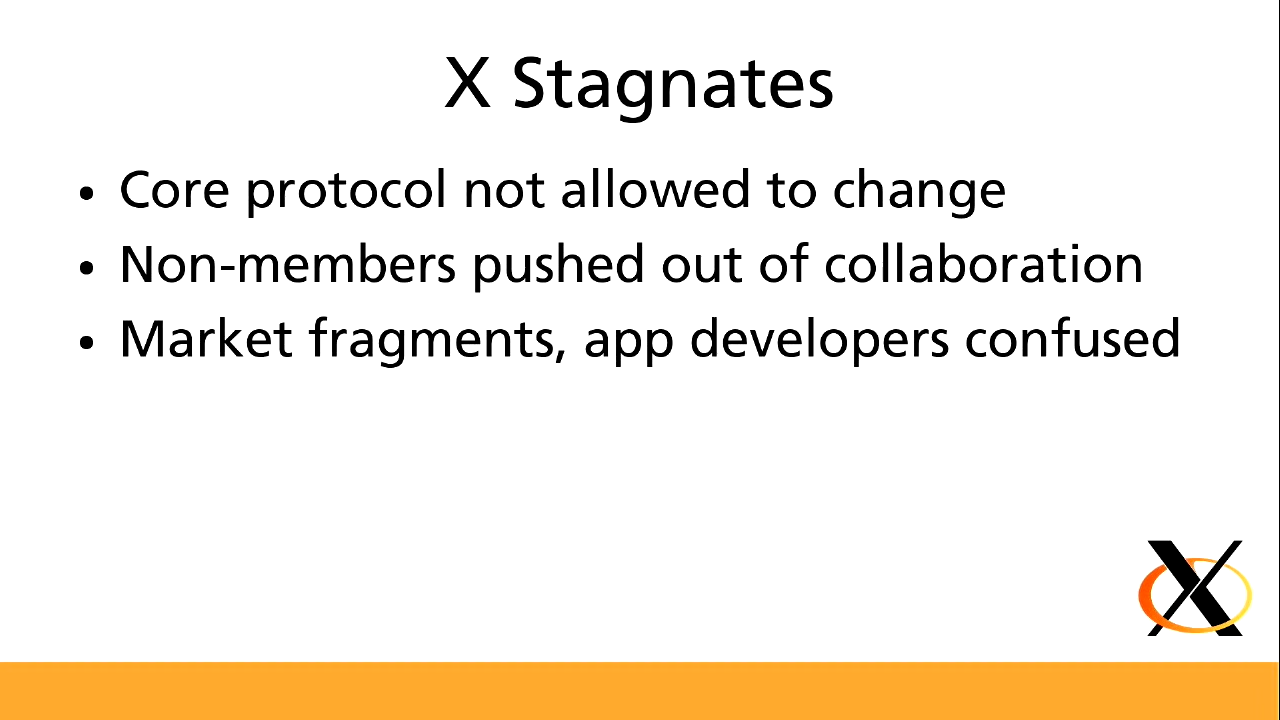 X Stagnates
• Core protocol not allowed to change
• Non-members pushed out of collaboration
• Market fragments, app developers confused
X